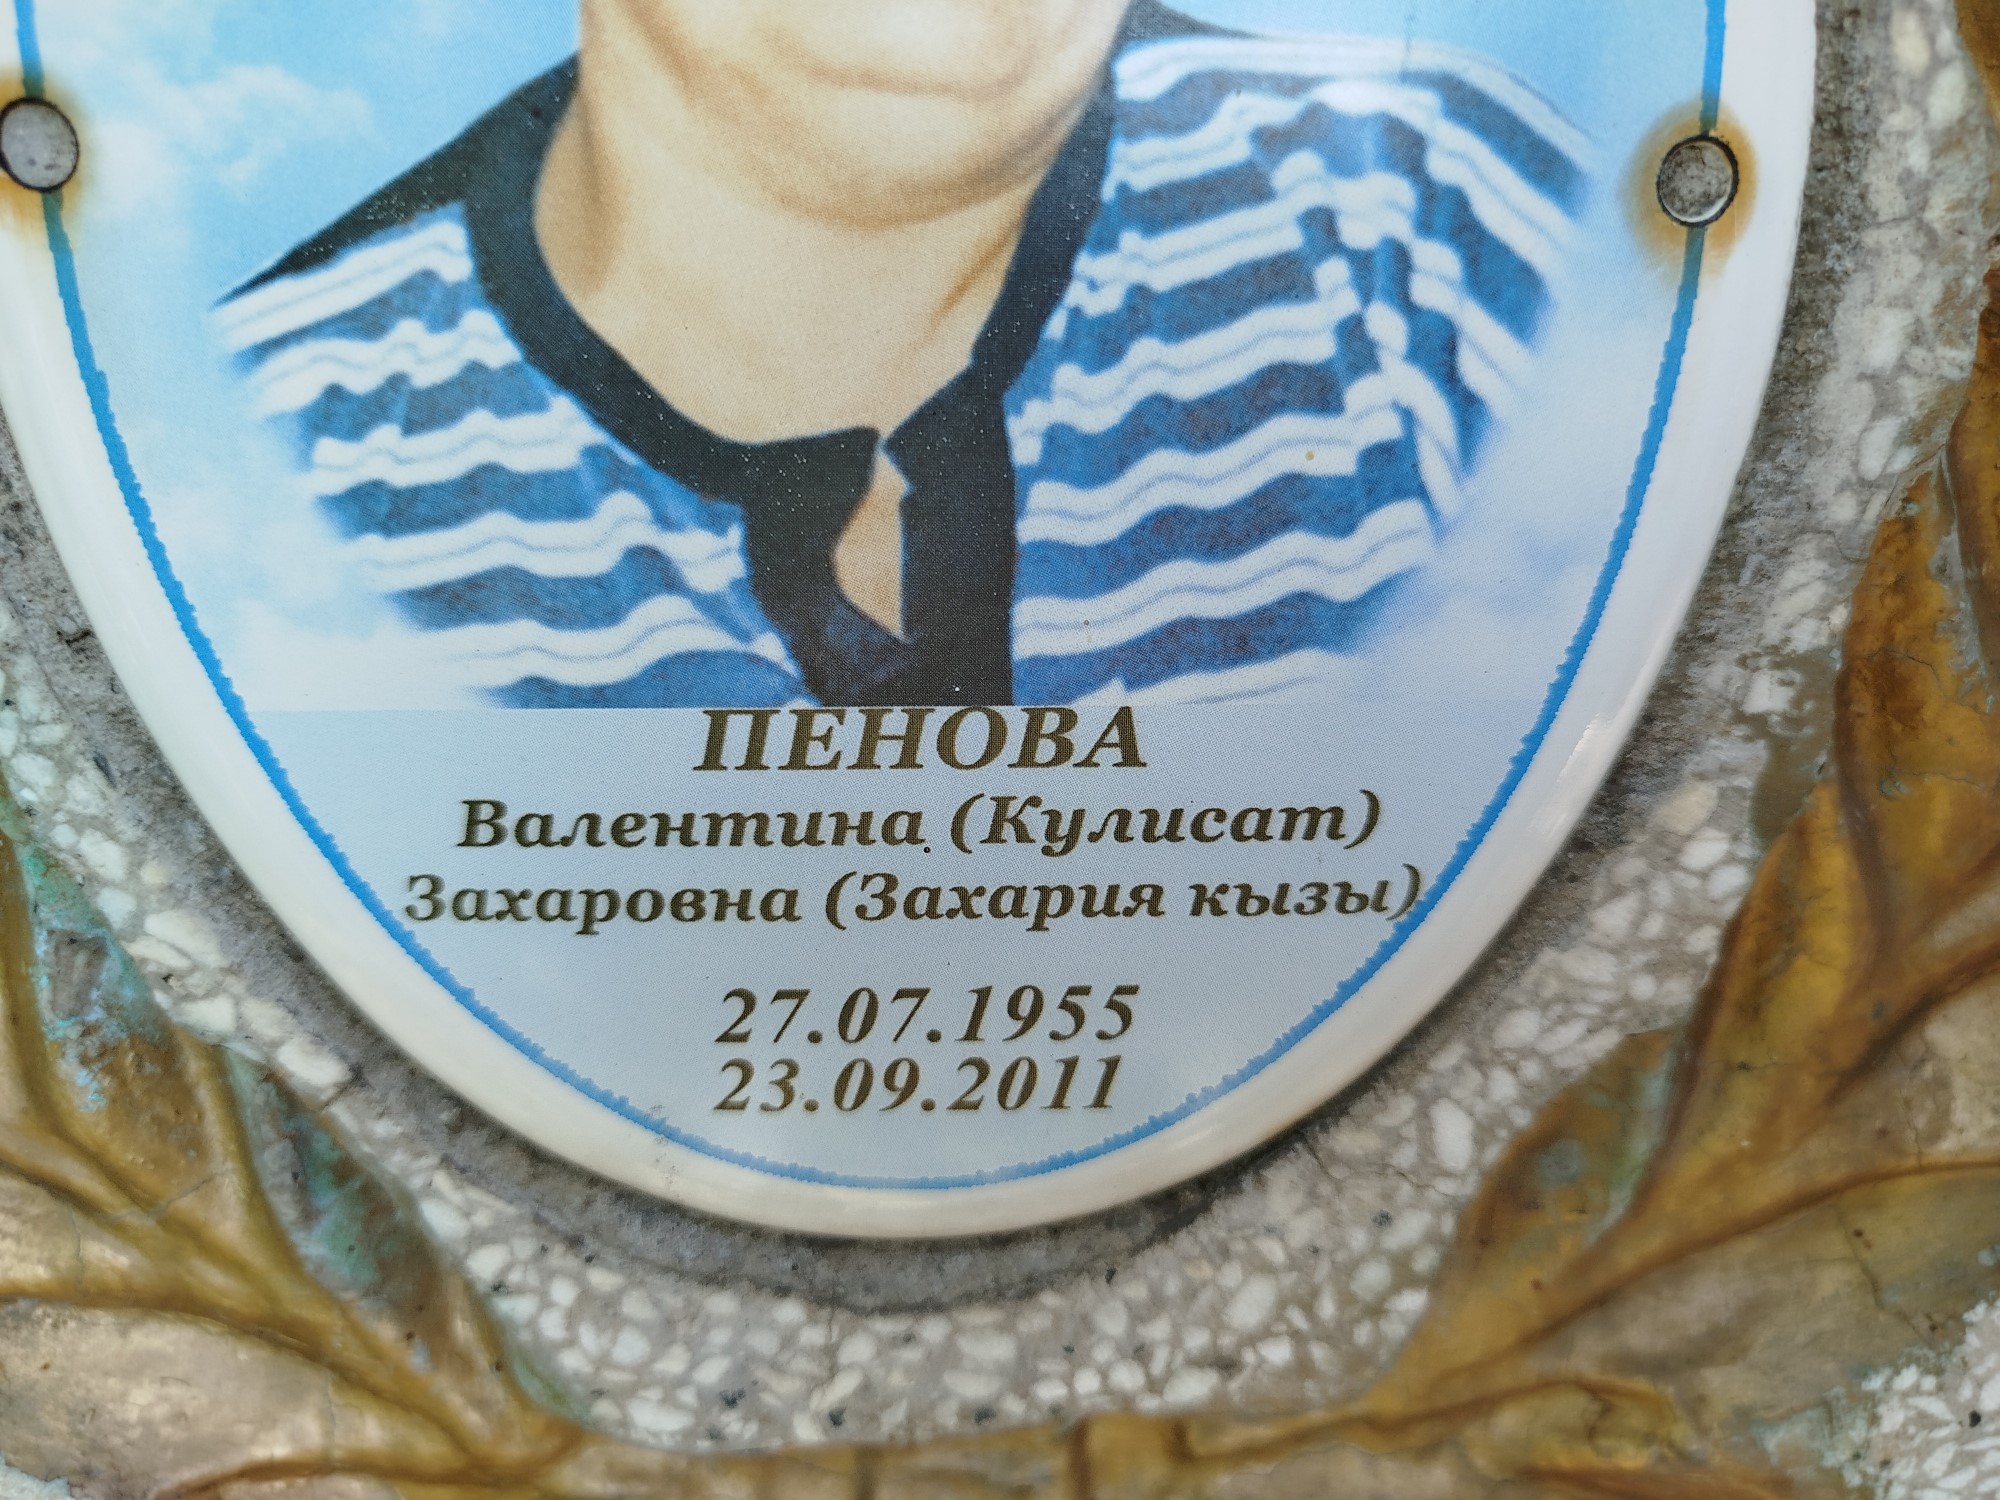 ПЕНОВА
Валентина (Кулисат)
Захаровна (Захария кызы)
27.07.1955
23.09.2011